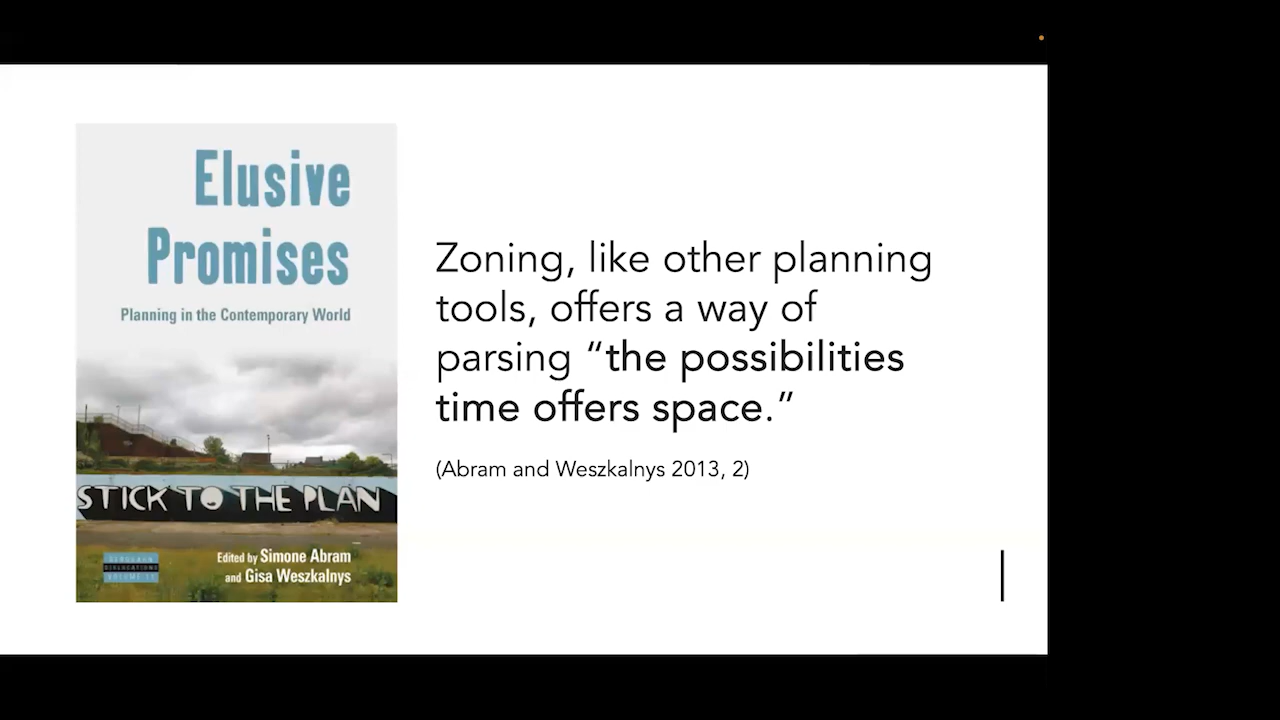 Elusive
Promises
Planning in the Contemporary World
STICK TO THE PLAN
Edited by Simone Abram
and Gisa Weszkalnys
Zoning, like other planning
tools, offers a way of
parsing “the possibilities
time offers space.”
(Abram and Weszkalnys 2013, 2)